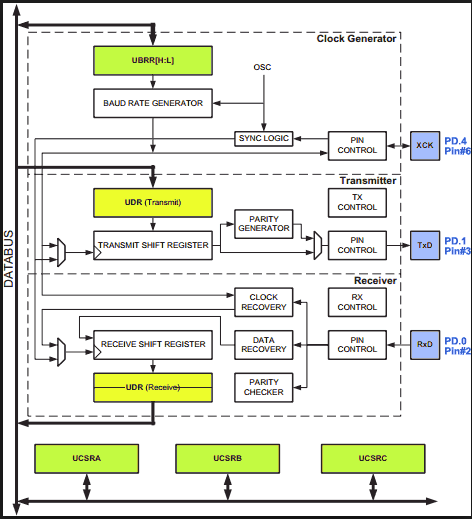 Clock Generator
UBRR[H:L]
OSC
BAUD RATE GENERATOR
SYNC LOGIC
PIN
CONTROL
XCK
PD.4
Pin#6
Transmitter
TX
CONTROL
UDR (Transmit)
PARITY
GENERATOR
TRANSMIT SHIFT REGISTER
PIN
CONTROL
TxD
PD.1
Pin#3
DATABUS
Receiver
CLOCK
RECOVERY
RX
CONTROL
RECEIVE SHIFT REGISTER
DATA
RECOVERY
PIN
CONTROL
RxD
PD.0
Pin#2
UDR (Receive)
PARITY
CHECKER
UCSRA
UCSRB
UCSRC